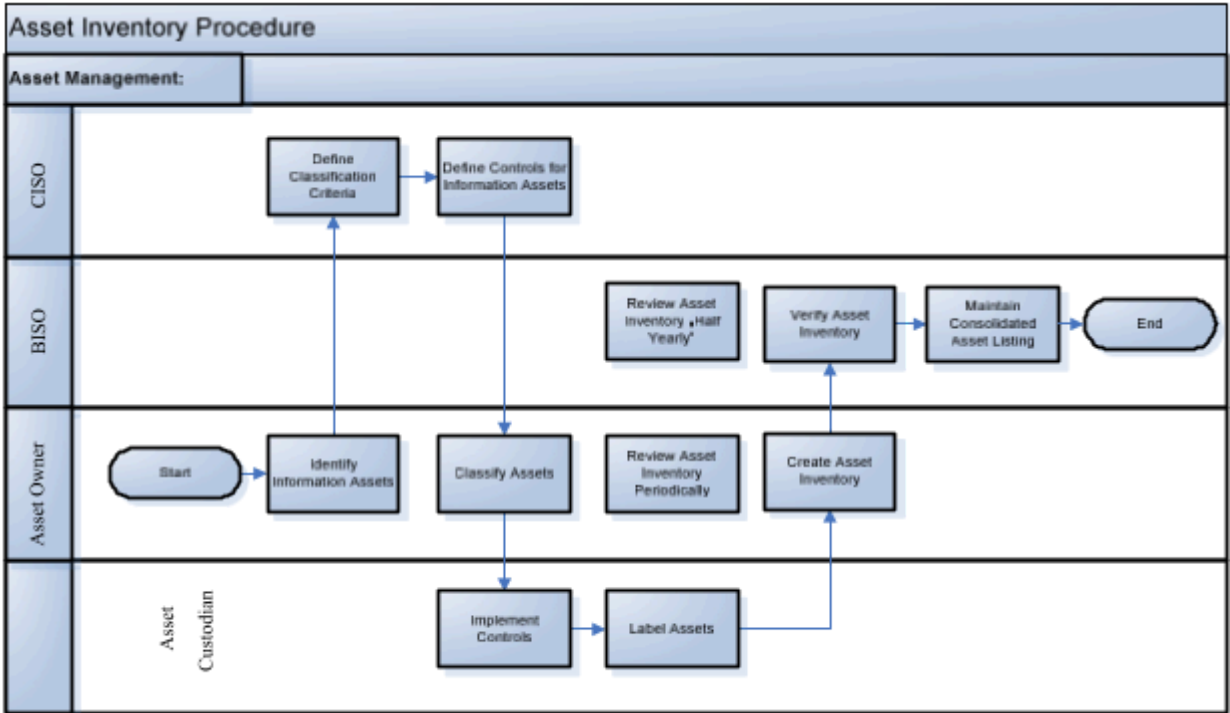 Asset Inventory Procedure
Asset Management:
CISO
Define
Classification
Criteria
Define Controls for
Information Assets
BISO
Review Asset
Inventory „Half
Yearly"
Verify Asset
Inventory
Maintain
Consolidated
Asset Listing
End
Asset Owner
Start
Identify
Information Assets
Classify Assets
Review Asset
Inventory
Periodically
Create Asset
Inventory
Asset
Custodian
Implement
Controls
Label Assets